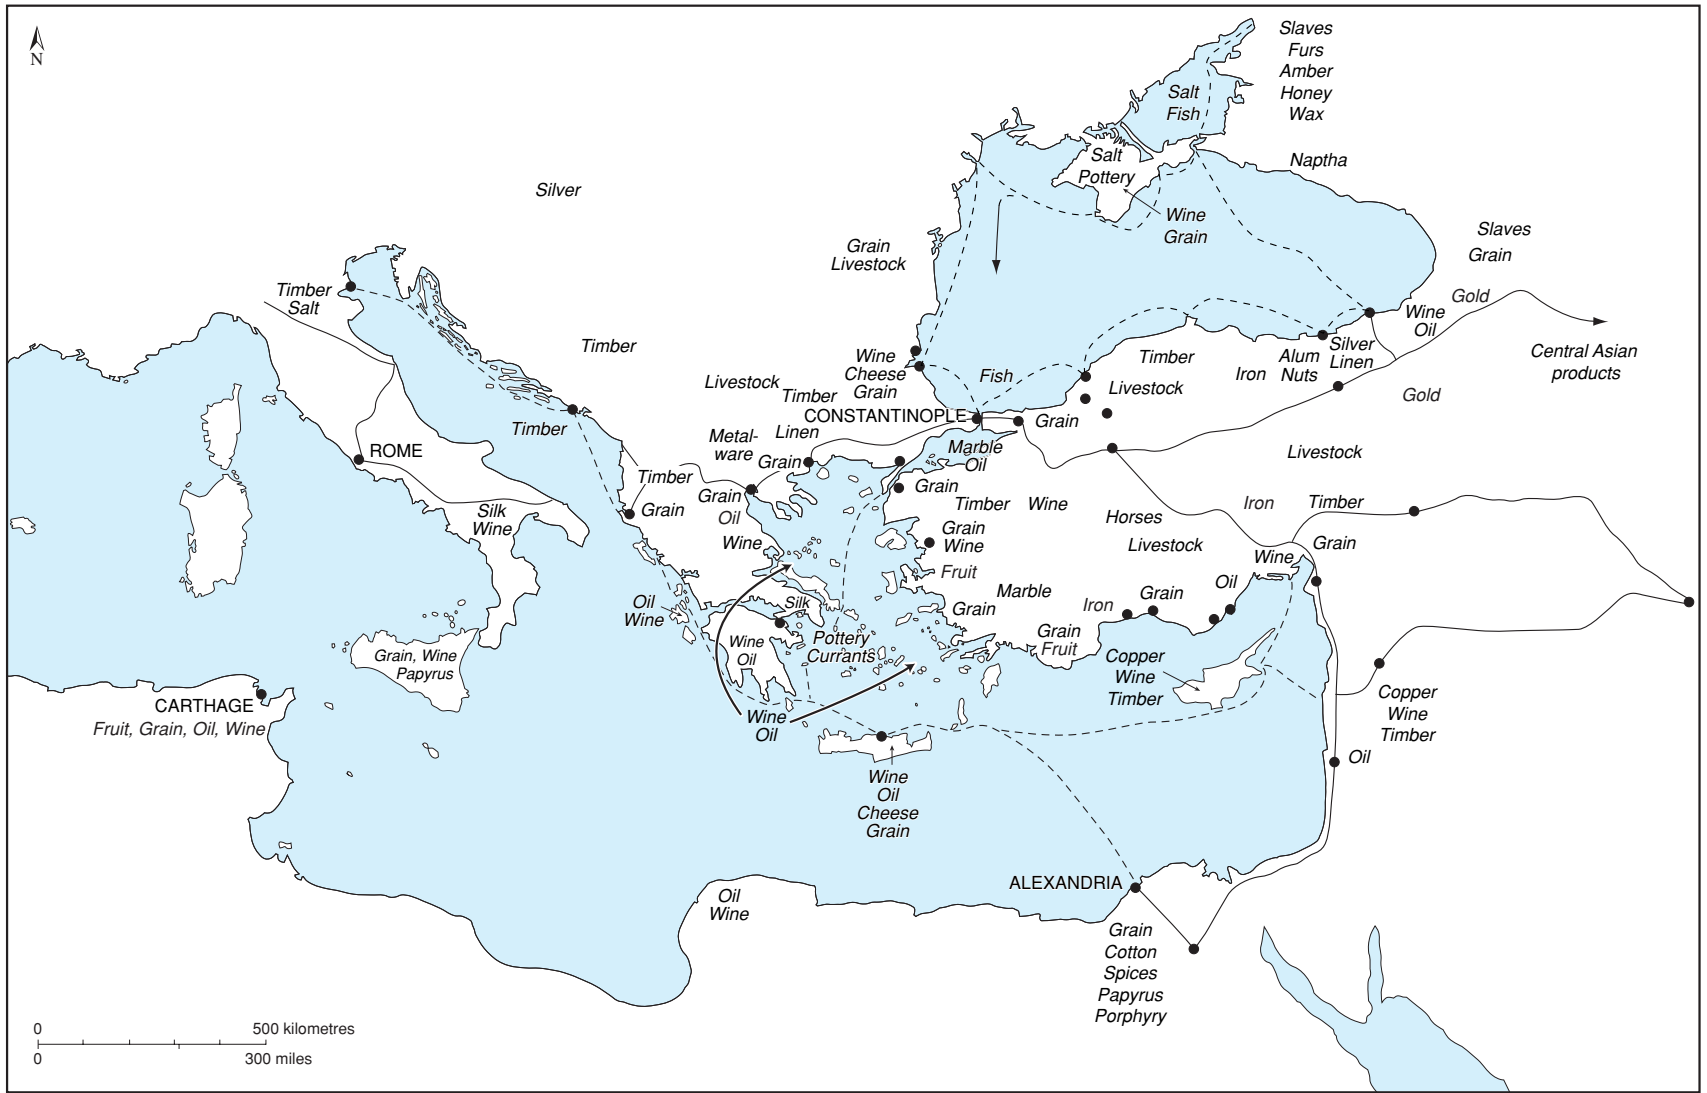 N
Slaves
Furs
Amber
Honey
Wax
Salt
Fish
Naptha
Salt
Pottery
Wine
Grain
Silver
Grain
Livestock
Slaves
Grain
Gold
Timber
Salt
Wine
Oil
Central Asian
products
Timber
Wine
Cheese
Grain
Fish
Timber
Iron
Alum
Nuts
Silver
Linen
Livestock
Livestock
Timber
Gold
CONSTANTINOPLE
Grain
Timber
Linen
Metal-
ware
Grain
Marble
Oil
Livestock
ROME
Timber
Grain
Grain
Oil
Wine
Grain
Timber
Wine
Iron
Timber
Silk
Wine
Horses
Livestock
Grain
Wine
Fruit
Wine
Grain
Marble
Grain
Iron
Grain
Oil
Oil
Wine
Silk
Wine
Oil
Pottery
Currants
Grain
Fruit
Grain, Wine
Papyrus
Copper
Wine
Timber
CARTHAGE
Fruit, Grain, Oil, Wine
Wine
Oil
Copper
Wine
Timber
Oil
Wine
Oil
Cheese
Grain
ALEXANDRIA
Oil
Wine
Grain
Cotton
Spices
Papyrus
Porphyry
0 500 kilometres
0 300 miles